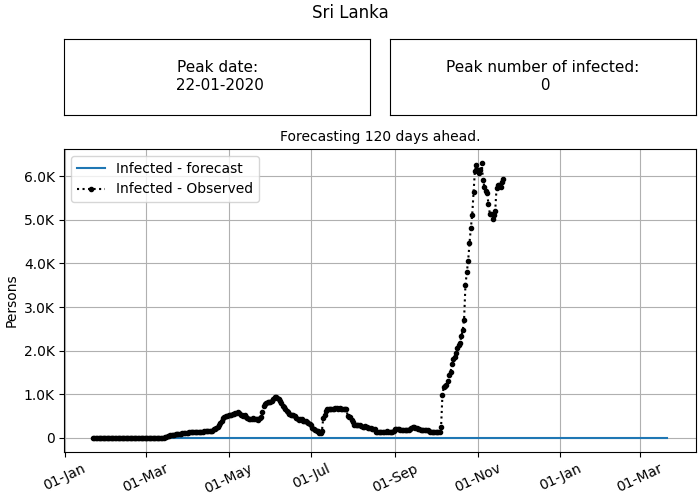 Sri Lanka
Peak date:
22-01-2020
Peak number of infected:
0
Forecasting 120 days ahead.
Infected - forecast
Infected - Observed
6.0K
5.0K
4.0K
3.0K
2.0K
1.0K
0
Persons
01-Jan
01-Mar
01-May
01-Jul
01-Sep
01-Nov
01-Jan
01-Mar